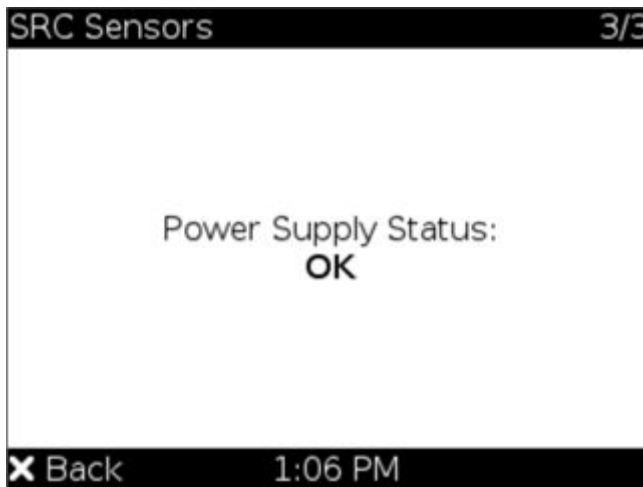 SRC Sensors 3/3
Power Supply Status:
OK
X Back 1:06 PM